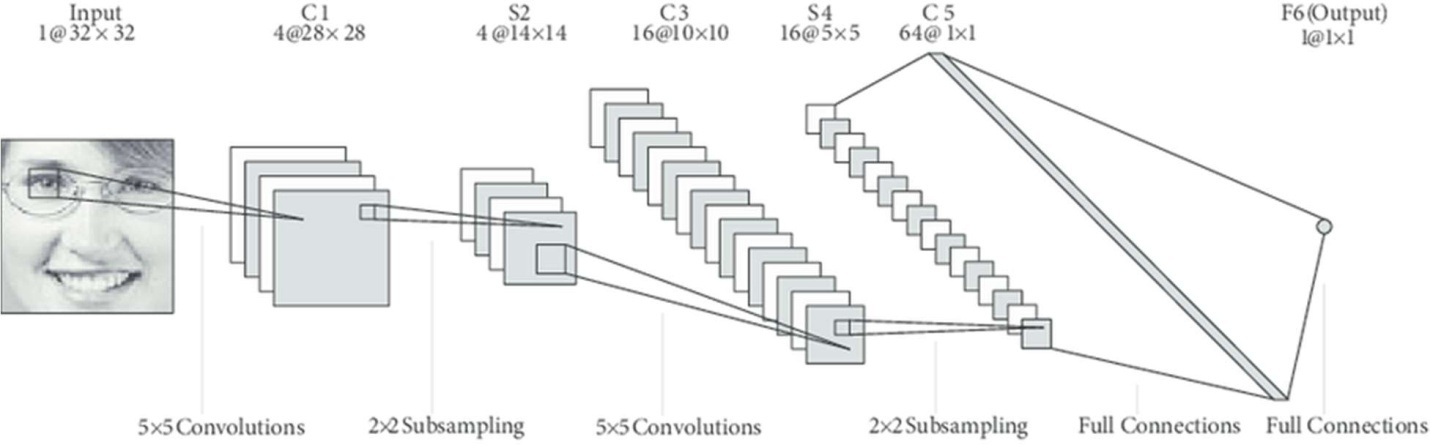 Input
1@32×32
C1
4@28×28
S2
4@14×14
C3
16@10×10
S4
16@5×5
C5
64@1×1
F6(Output)
1@1×1
5×5 Convolutions
2×2 Subsampling
5×5 Convolutions
2×2 Subsampling
Full Connections
Full Connections